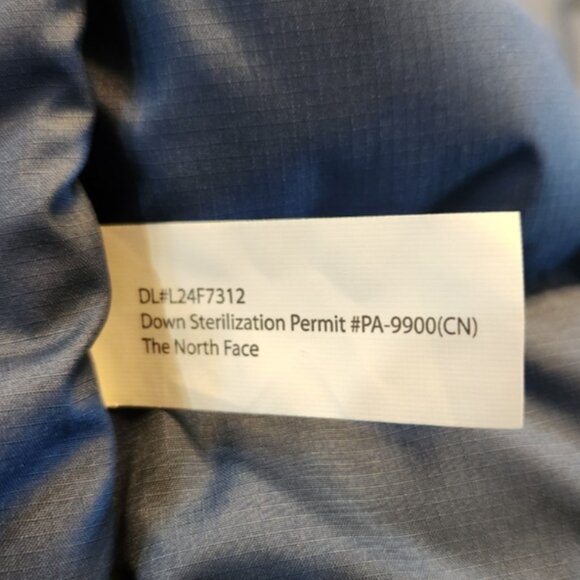 DL#L24F7312
Down Sterilization Permit #PA-9900(CN)
The North Face